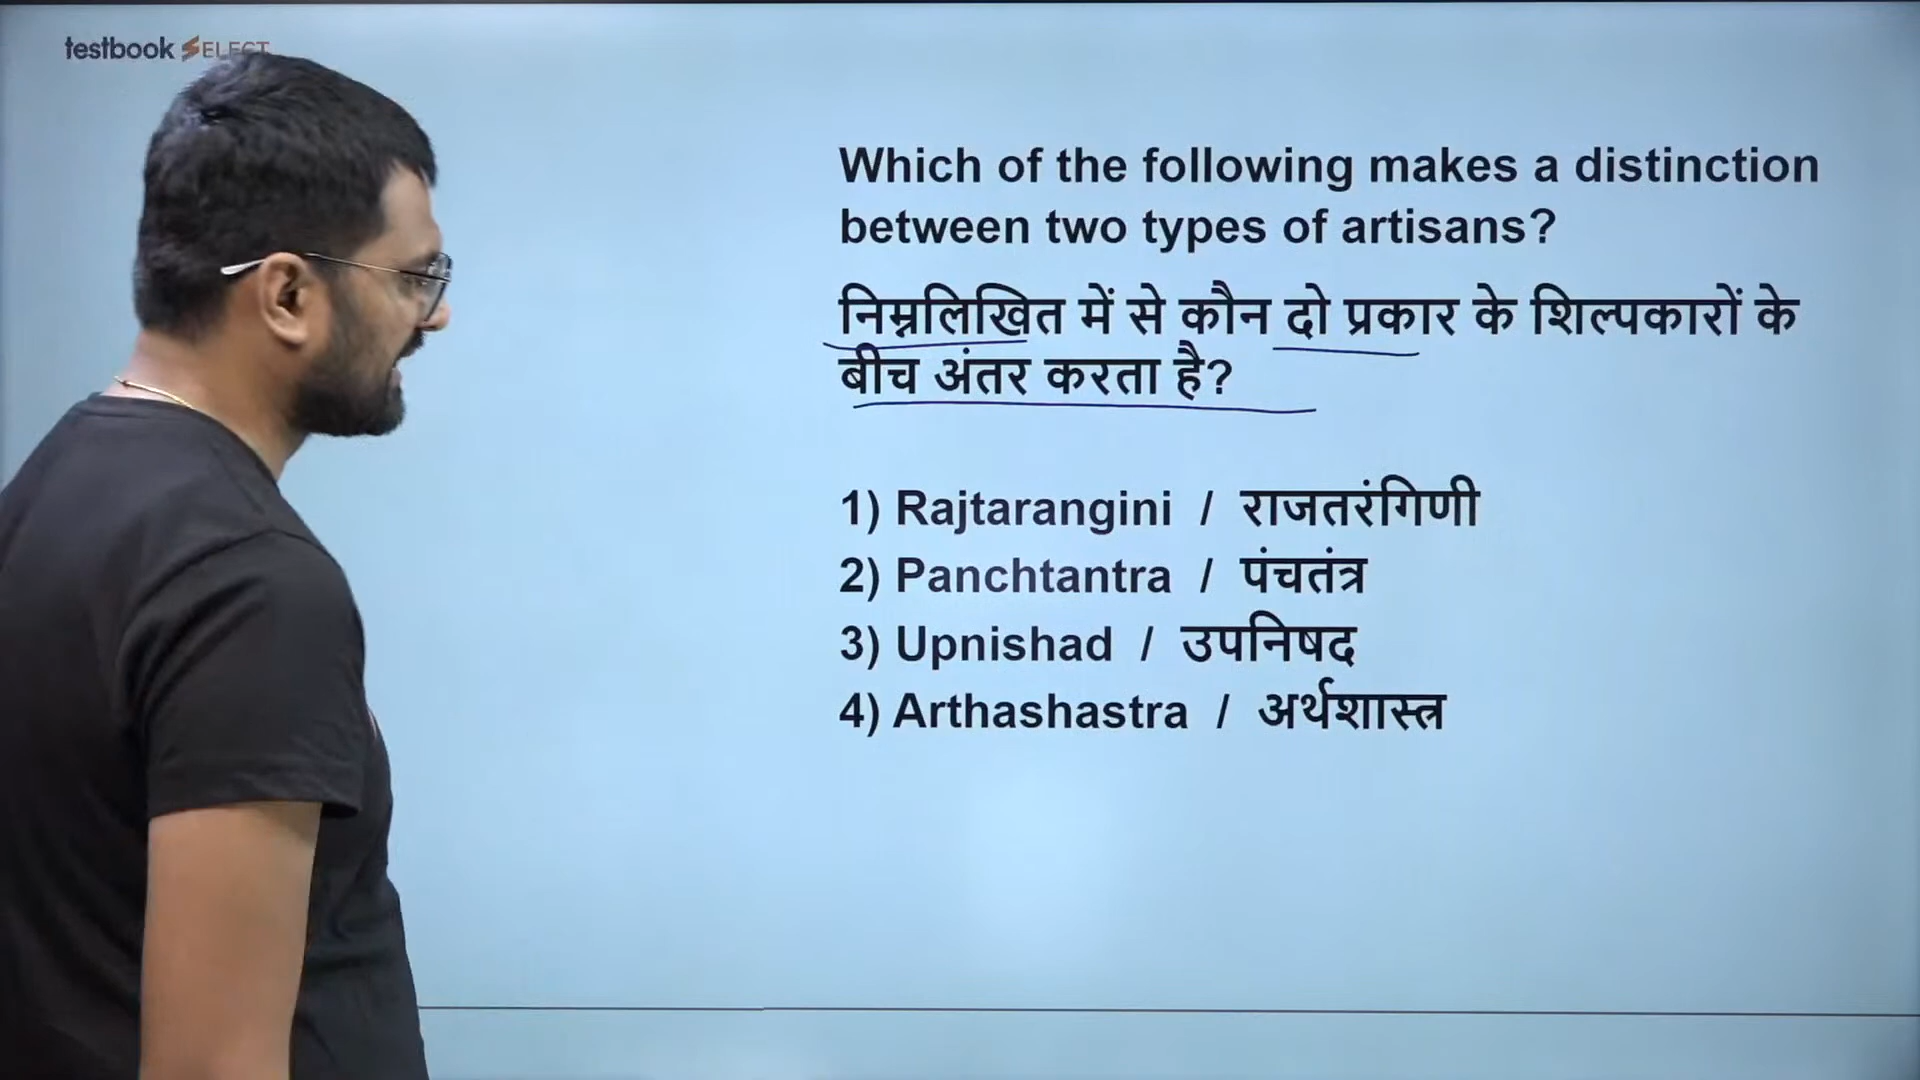 testbook SELECT
Which of the following makes a distinction
between two types of artisans?
निम्नलिखित में से कौन दो प्रकार के शिल्पकारों के
बीच अंतर करता है?
1) Rajtarangini / राजतरंगिणी
2) Panchtantra / पंचतंत्र
3) Upnishad / उपनिषद
4) Arthashastra / अर्थशास्त्र